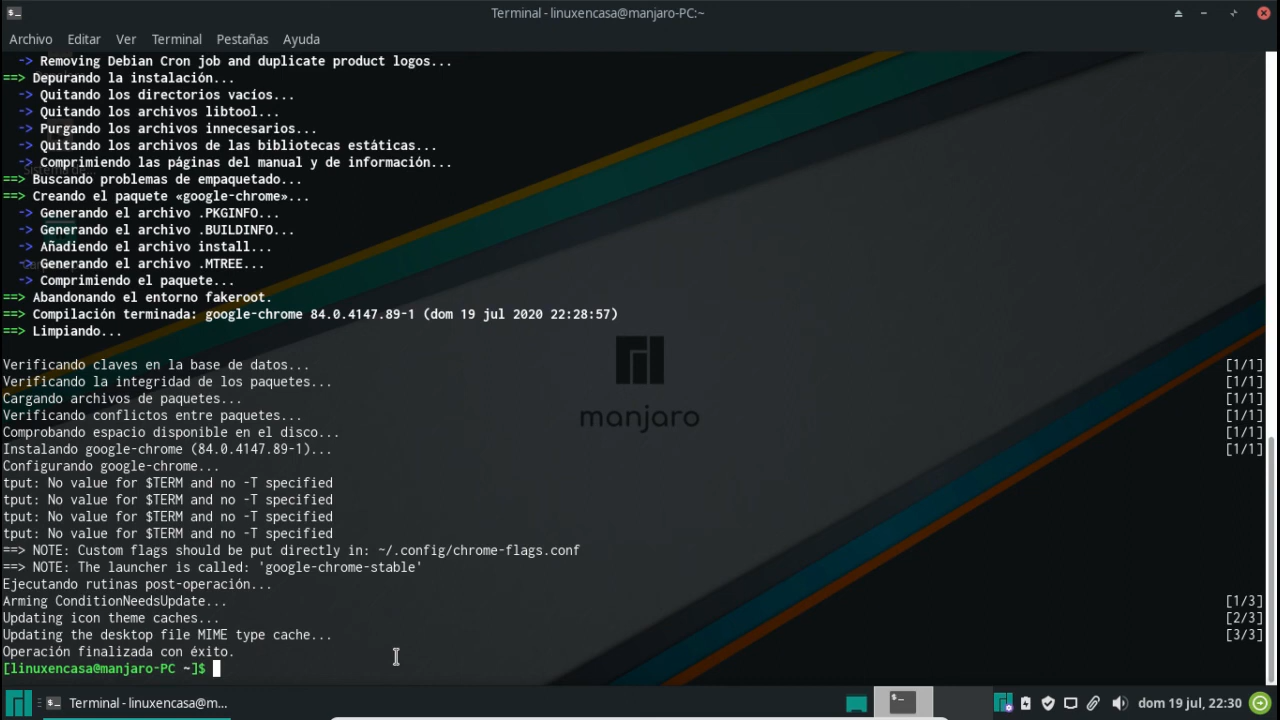 Terminal - linuxencasa@manjaro-PC:~
Archivo Editar Ver Terminal Pestañas Ayuda
-> Removing Debian Cron job and duplicate product logos...
==> Depurando la instalación...
-> Quitando los directorios vacíos...
-> Quitando los archivos libtool...
-> Purgando los archivos innecesarios...
-> Quitando los archivos de las bibliotecas estáticas...
-> Comprimiendo las páginas del manual y de información...
==> Buscando problemas de empaquetado...
==> Creando el paquete «google-chrome»...
-> Generando el archivo .PKGINFO...
-> Generando el archivo .BUILDINFO...
-> Añadiendo el archivo install...
-> Generando el archivo .MTREE...
-> Comprimiendo el paquete...
==> Abandonando el entorno fakeroot.
==> Compilación terminada: google-chrome 84.0.4147.89-1 (dom 19 jul 2020 22:28:57)
==> Limpiando...
Verificando claves en la base de datos... [1/1]
Verificando la integridad de los paquetes... [1/1]
Cargando archivos de paquetes... [1/1]
Verificando conflictos entre paquetes... [1/1]
Comprobando espacio disponible en el disco... [1/1]
Instalando google-chrome (84.0.4147.89-1)... [1/1]
Configurando google-chrome...
tput: No value for $TERM and no -T specified
tput: No value for $TERM and no -T specified
tput: No value for $TERM and no -T specified
tput: No value for $TERM and no -T specified
==> NOTE: Custom flags should be put directly in: ~/.config/chrome-flags.conf
==> NOTE: The launcher is called: 'google-chrome-stable'
Ejecutando rutinas post-operación...
Arming ConditionNeedsUpdate... [1/3]
Updating icon theme caches... [2/3]
Updating the desktop file MIME type cache... [3/3]
Operación finalizada con éxito.
[linuxencasa@manjaro-PC ~]$
manjaro
Terminal - linuxencasa@m...
dom 19 jul, 22:30